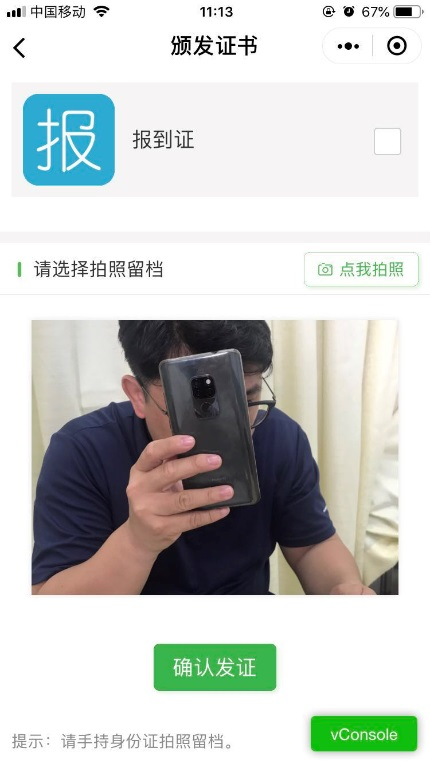 中国移动 11:13 67%
颁发证书
报 报到证
请选择拍照留档 点我拍照
确认发证
vConsole
提示：请手持身份证拍照留档。